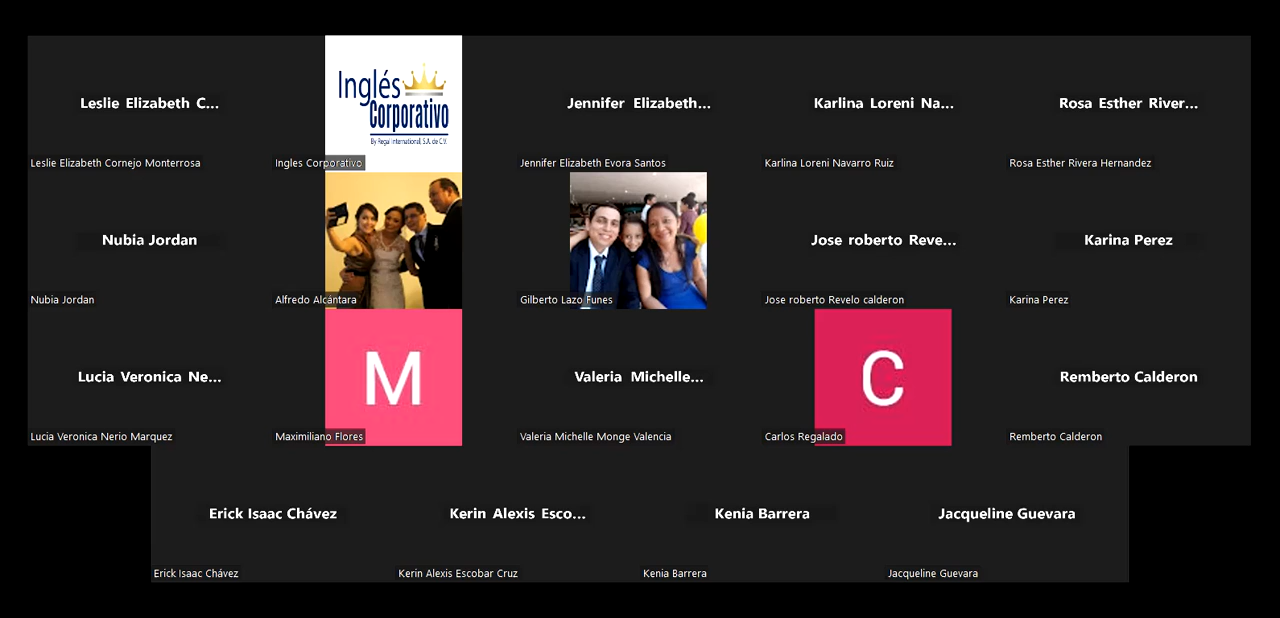 Leslie Elizabeth C...
Inglés
Corporativo
By Regal International, S.A. de C.V.
Jennifer Elizabeth...
Karlina Loreni Na...
Rosa Esther River...
Leslie Elizabeth Cornejo Monterrosa
Ingles Corporativo
Jennifer Elizabeth Evora Santos
Karlina Loreni Navarro Ruiz
Rosa Esther Rivera Hernandez
Nubia Jordan
Jose roberto Reve...
Karina Perez
Nubia Jordan
Alfredo Alcántara
Gilberto Lazo Funes
Jose roberto Revelo calderon
Karina Perez
Lucia Veronica Ne...
M
Valeria Michelle...
C
Remberto Calderon
Lucia Veronica Nerio Marquez
Maximiliano Flores
Valeria Michelle Monge Valencia
Carlos Regalado
Remberto Calderon
Erick Isaac Chávez
Kerin Alexis Esco...
Kenia Barrera
Jacqueline Guevara
Erick Isaac Chávez
Kerin Alexis Escobar Cruz
Kenia Barrera
Jacqueline Guevara